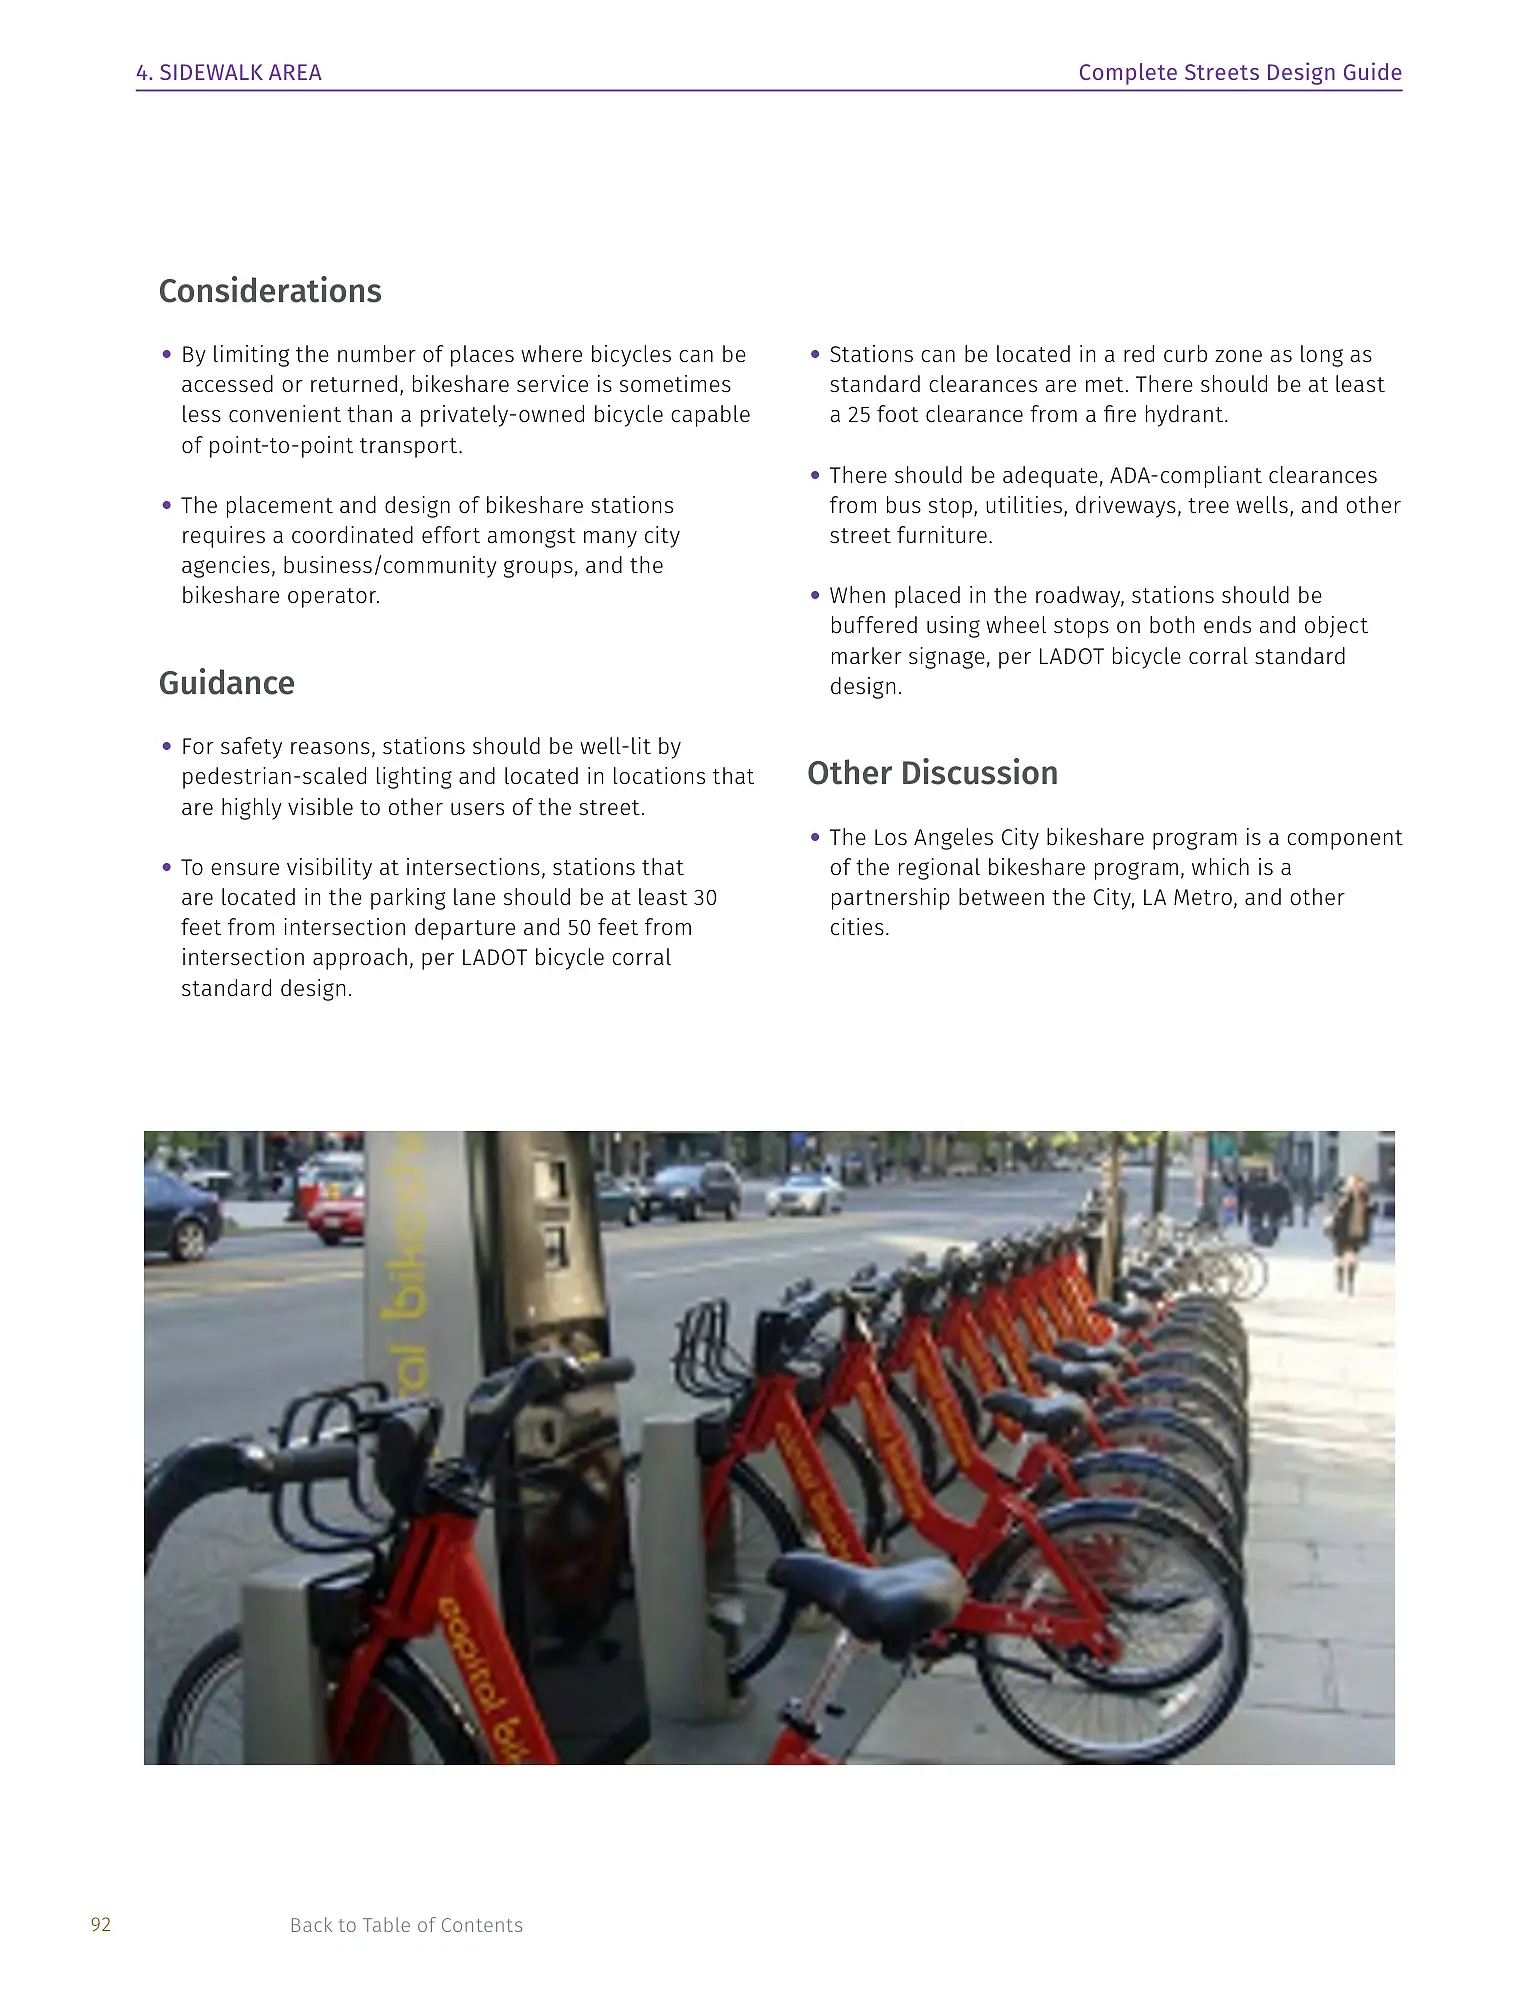 4. SIDEWALK AREA
Complete Streets Design Guide
Considerations
• By limiting the number of places where bicycles can be
accessed or returned, bikeshare service is sometimes
less convenient than a privately-owned bicycle capable
of point-to-point transport.
• The placement and design of bikeshare stations
requires a coordinated effort amongst many city
agencies, business/community groups, and the
bikeshare operator.
Guidance
• For safety reasons, stations should be well-lit by
pedestrian-scaled lighting and located in locations that
are highly visible to other users of the street.
• To ensure visibility at intersections, stations that
are located in the parking lane should be at least 30
feet from intersection departure and 50 feet from
intersection approach, per LADOT bicycle corral
standard design.
• Stations can be located in a red curb zone as long as
standard clearances are met. There should be at least
a 25 foot clearance from a fire hydrant.
• There should be adequate, ADA-compliant clearances
from bus stop, utilities, driveways, tree wells, and other
street furniture.
• When placed in the roadway, stations should be
buffered using wheel stops on both ends and object
marker signage, per LADOT bicycle corral standard
design.
Other Discussion
• The Los Angeles City bikeshare program is a component
of the regional bikeshare program, which is a
partnership between the City, LA Metro, and other
cities.
capital bik
92
Back to Table of Contents